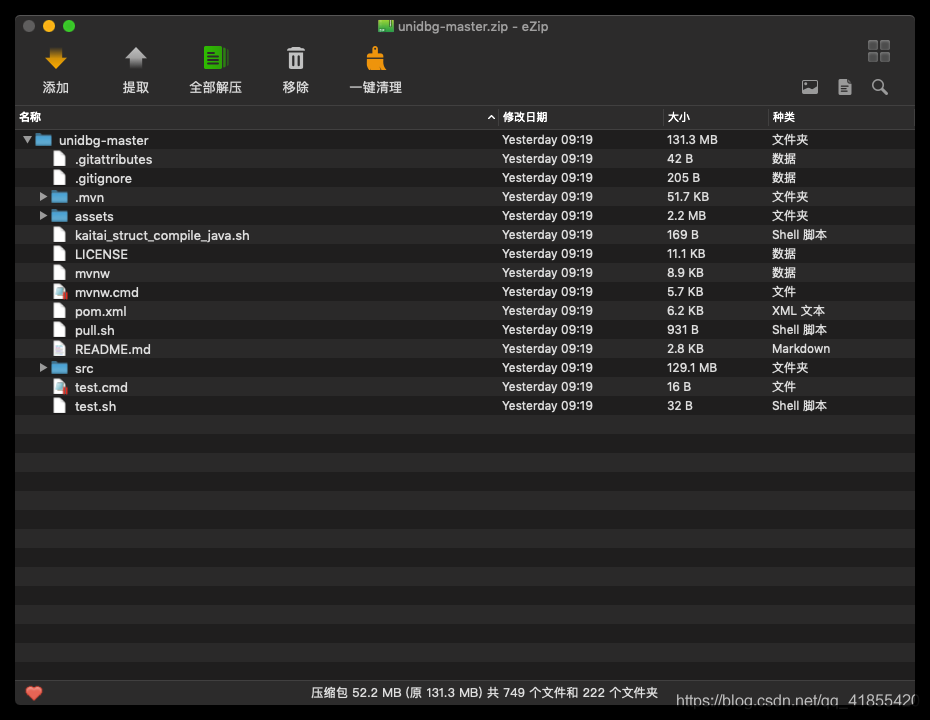 unidbg-master.zip - eZip
添加 提取 全部解压 移除 一键清理
名称 修改日期 大小 种类
unidbg-master Yesterday 09:19 131.3 MB 文件夹
.gitattributes Yesterday 09:19 42 B 数据
.gitignore Yesterday 09:19 205 B 数据
.mvn Yesterday 09:19 51.7 KB 文件夹
assets Yesterday 09:19 2.2 MB 文件夹
kaitai_struct_compile_java.sh Yesterday 09:19 169 B Shell 脚本
LICENSE Yesterday 09:19 11.1 KB 数据
mvnw Yesterday 09:19 8.9 KB 数据
mvnw.cmd Yesterday 09:19 5.7 KB 文件
pom.xml Yesterday 09:19 6.2 KB XML 文本
pull.sh Yesterday 09:19 931 B Shell 脚本
README.md Yesterday 09:19 2.8 KB Markdown
src Yesterday 09:19 129.1 MB 文件夹
test.cmd Yesterday 09:19 16 B 文件
test.sh Yesterday 09:19 32 B Shell 脚本
压缩包 52.2 MB (原 131.3 MB) 共 749 个文件和 222 个文件夹
https://blog.csdn.net/qq_41855420